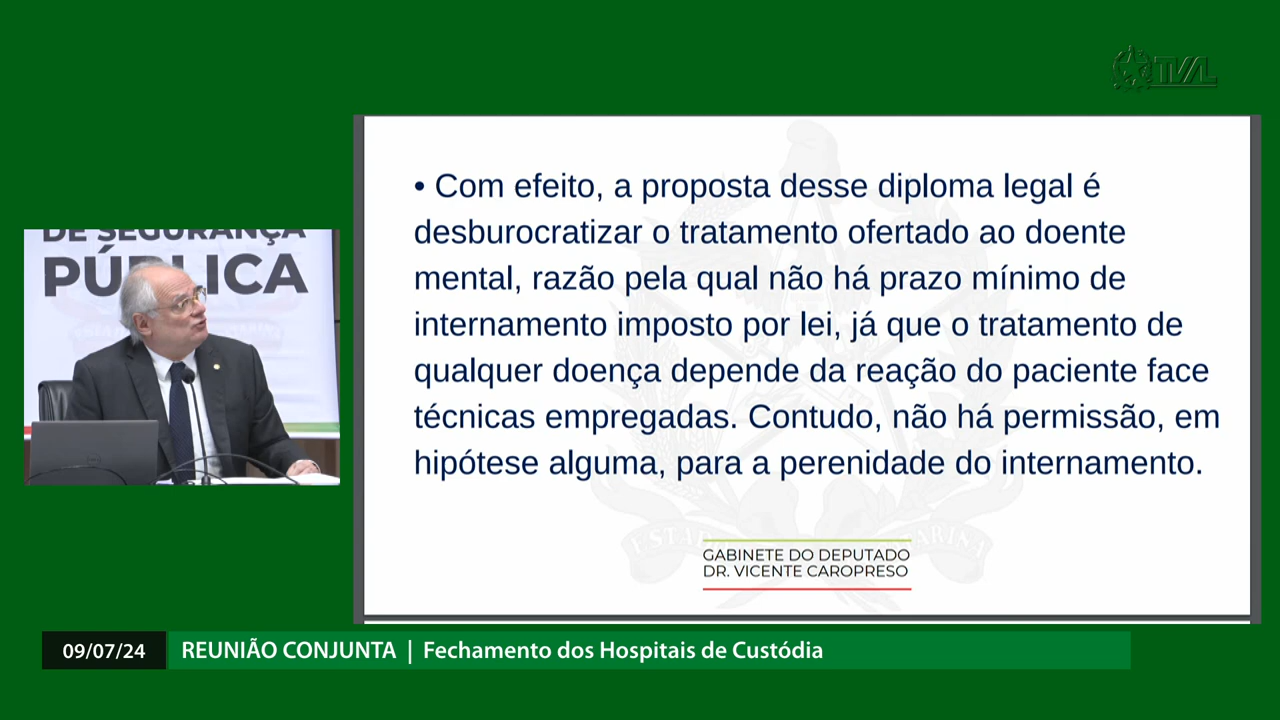 TVAL
DE SEGURANÇA
PÚBLICA
• Com efeito, a proposta desse diploma legal é
desburocratizar o tratamento ofertado ao doente
mental, razão pela qual não há prazo mínimo de
internamento imposto por lei, já que o tratamento de
qualquer doença depende da reação do paciente face
técnicas empregadas. Contudo, não há permissão, em
hipótese alguma, para a perenidade do internamento.
GABINETE DO DEPUTADO
DR. VICENTE CAROPRESO
09/07/24
REUNIÃO CONJUNTA | Fechamento dos Hospitais de Custódia